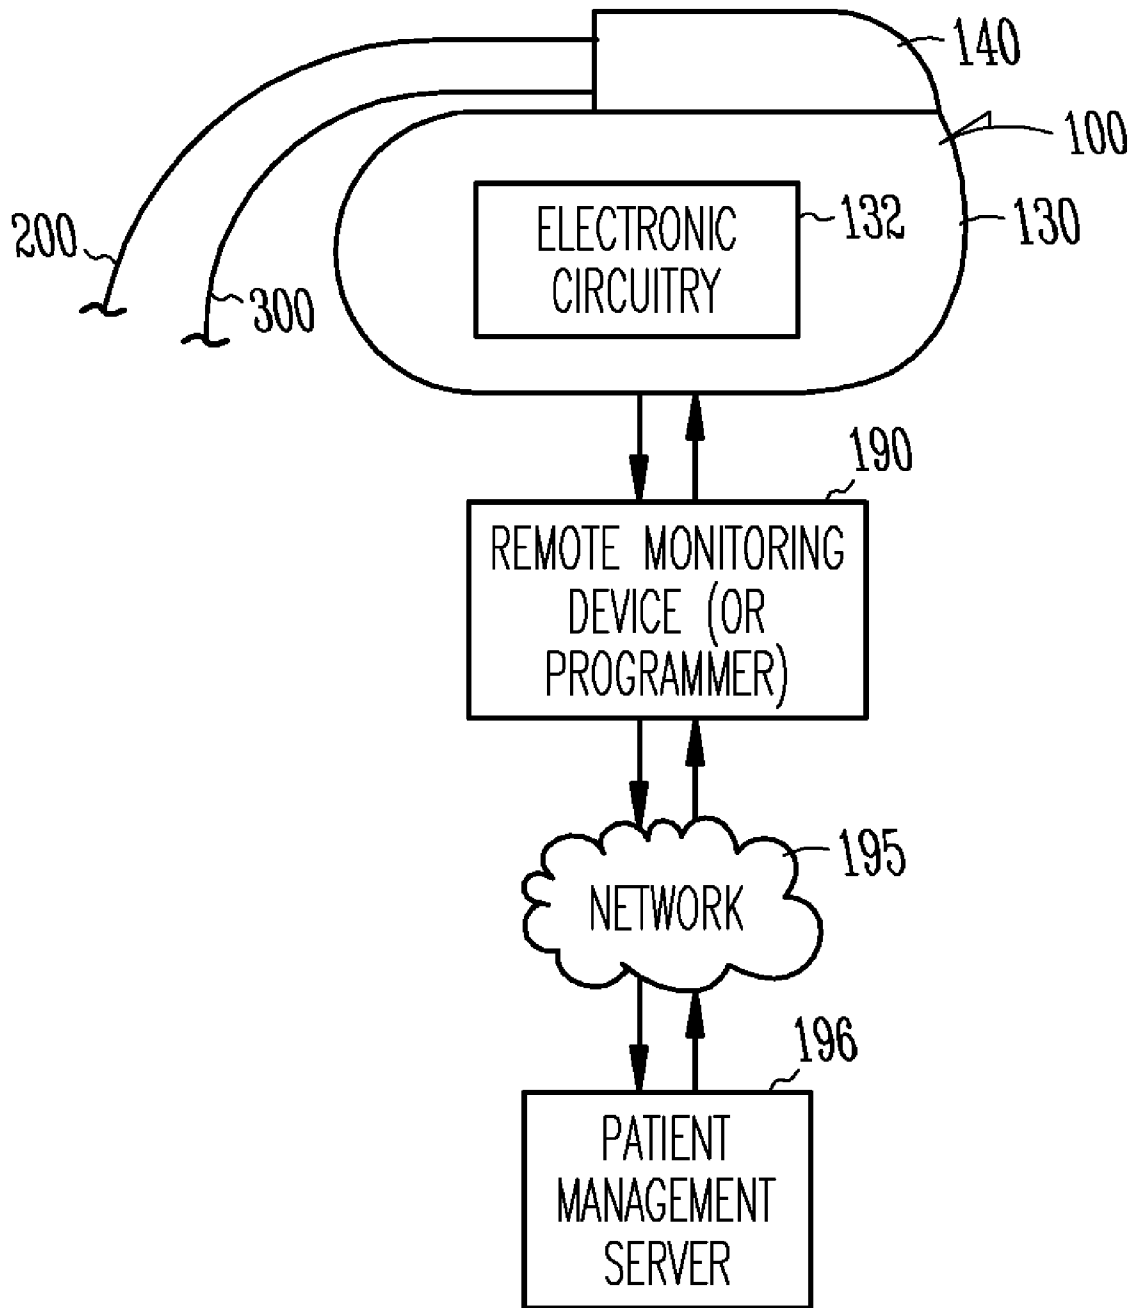 140
100
200
ELECTRONIC
CIRCUITRY
132
130
300
190
REMOTE MONITORING
DEVICE (OR
PROGRAMMER)
195
NETWORK
196
PATIENT
MANAGEMENT
SERVER